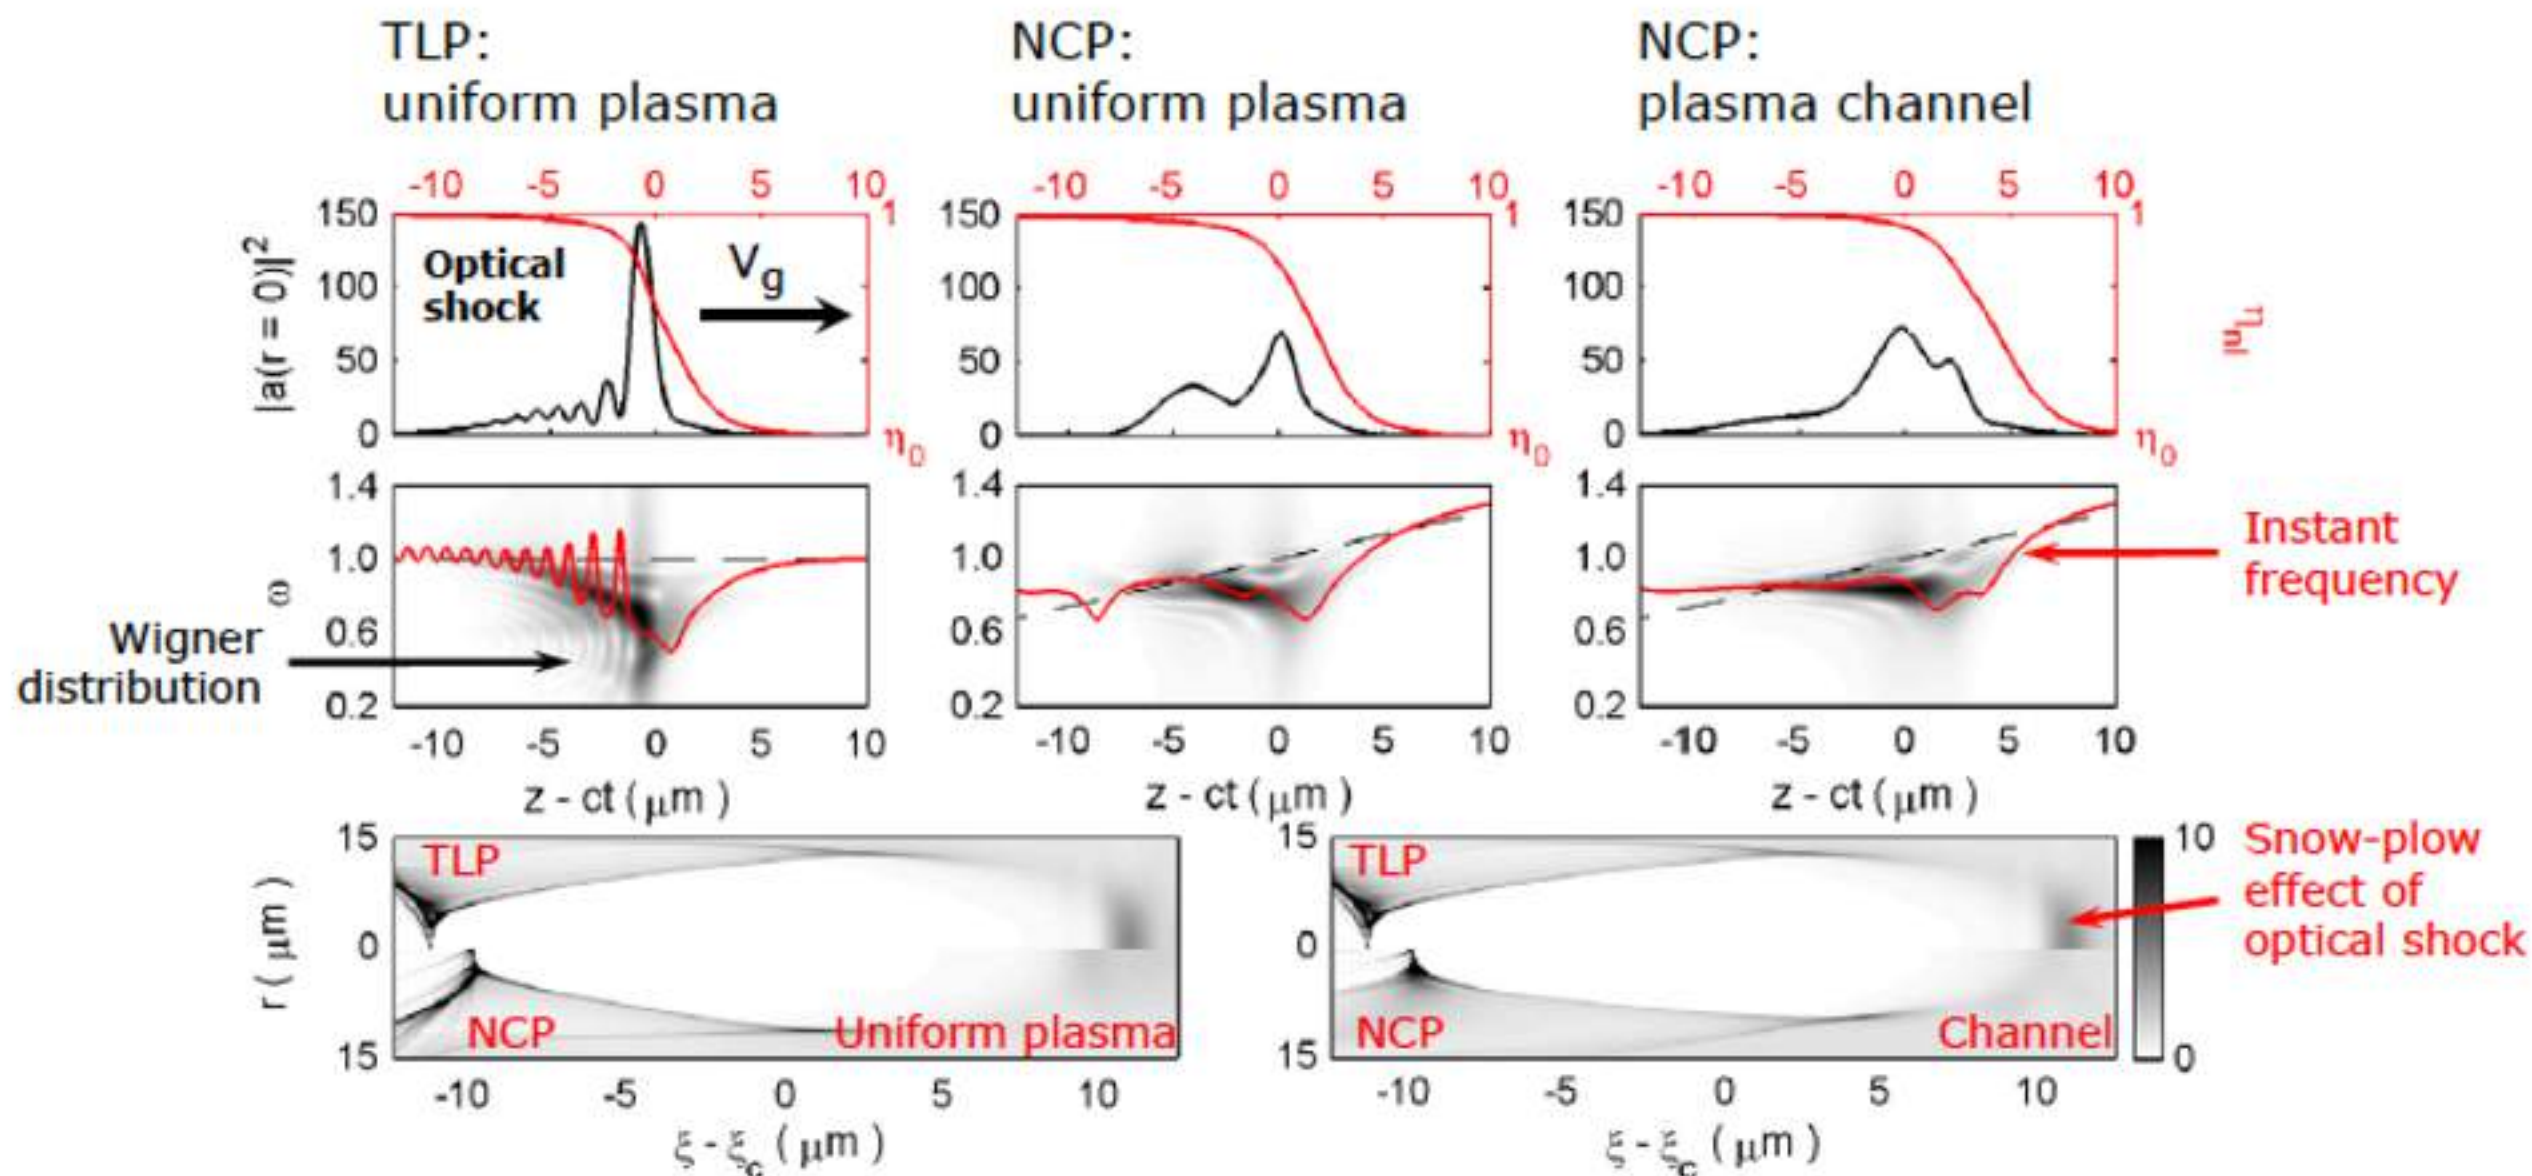 TLP:
uniform plasma
NCP:
uniform plasma
NCP:
plasma channel
-10 -5 0 5 10
-10 -5 0 5 10
-10 -5 0 5 10
|a(r = 0)|²
150
100
50
0
Optical
shock
V_g
1
η₀
150
100
50
0
1
η₀
150
100
50
0
1
η₀
η_nl
ω
1.4
1.0
0.6
0.2
1.4
1.0
0.6
0.2
1.4
1.0
0.6
0.2
Wigner
distribution
Instant
frequency
-10 -5 0 5 10
-10 -5 0 5 10
-10 -5 0 5 10
z - ct ( μm )
z - ct ( μm )
z - ct ( μm )
r ( μm )
15
0
15
TLP
NCP
Uniform plasma
15
0
15
TLP
NCP
Channel
10
0
Snow-plow
effect of
optical shock
-10 -5 0 5 10
-10 -5 0 5 10
ξ - ξ_c ( μm )
ξ - ξ_c ( μm )